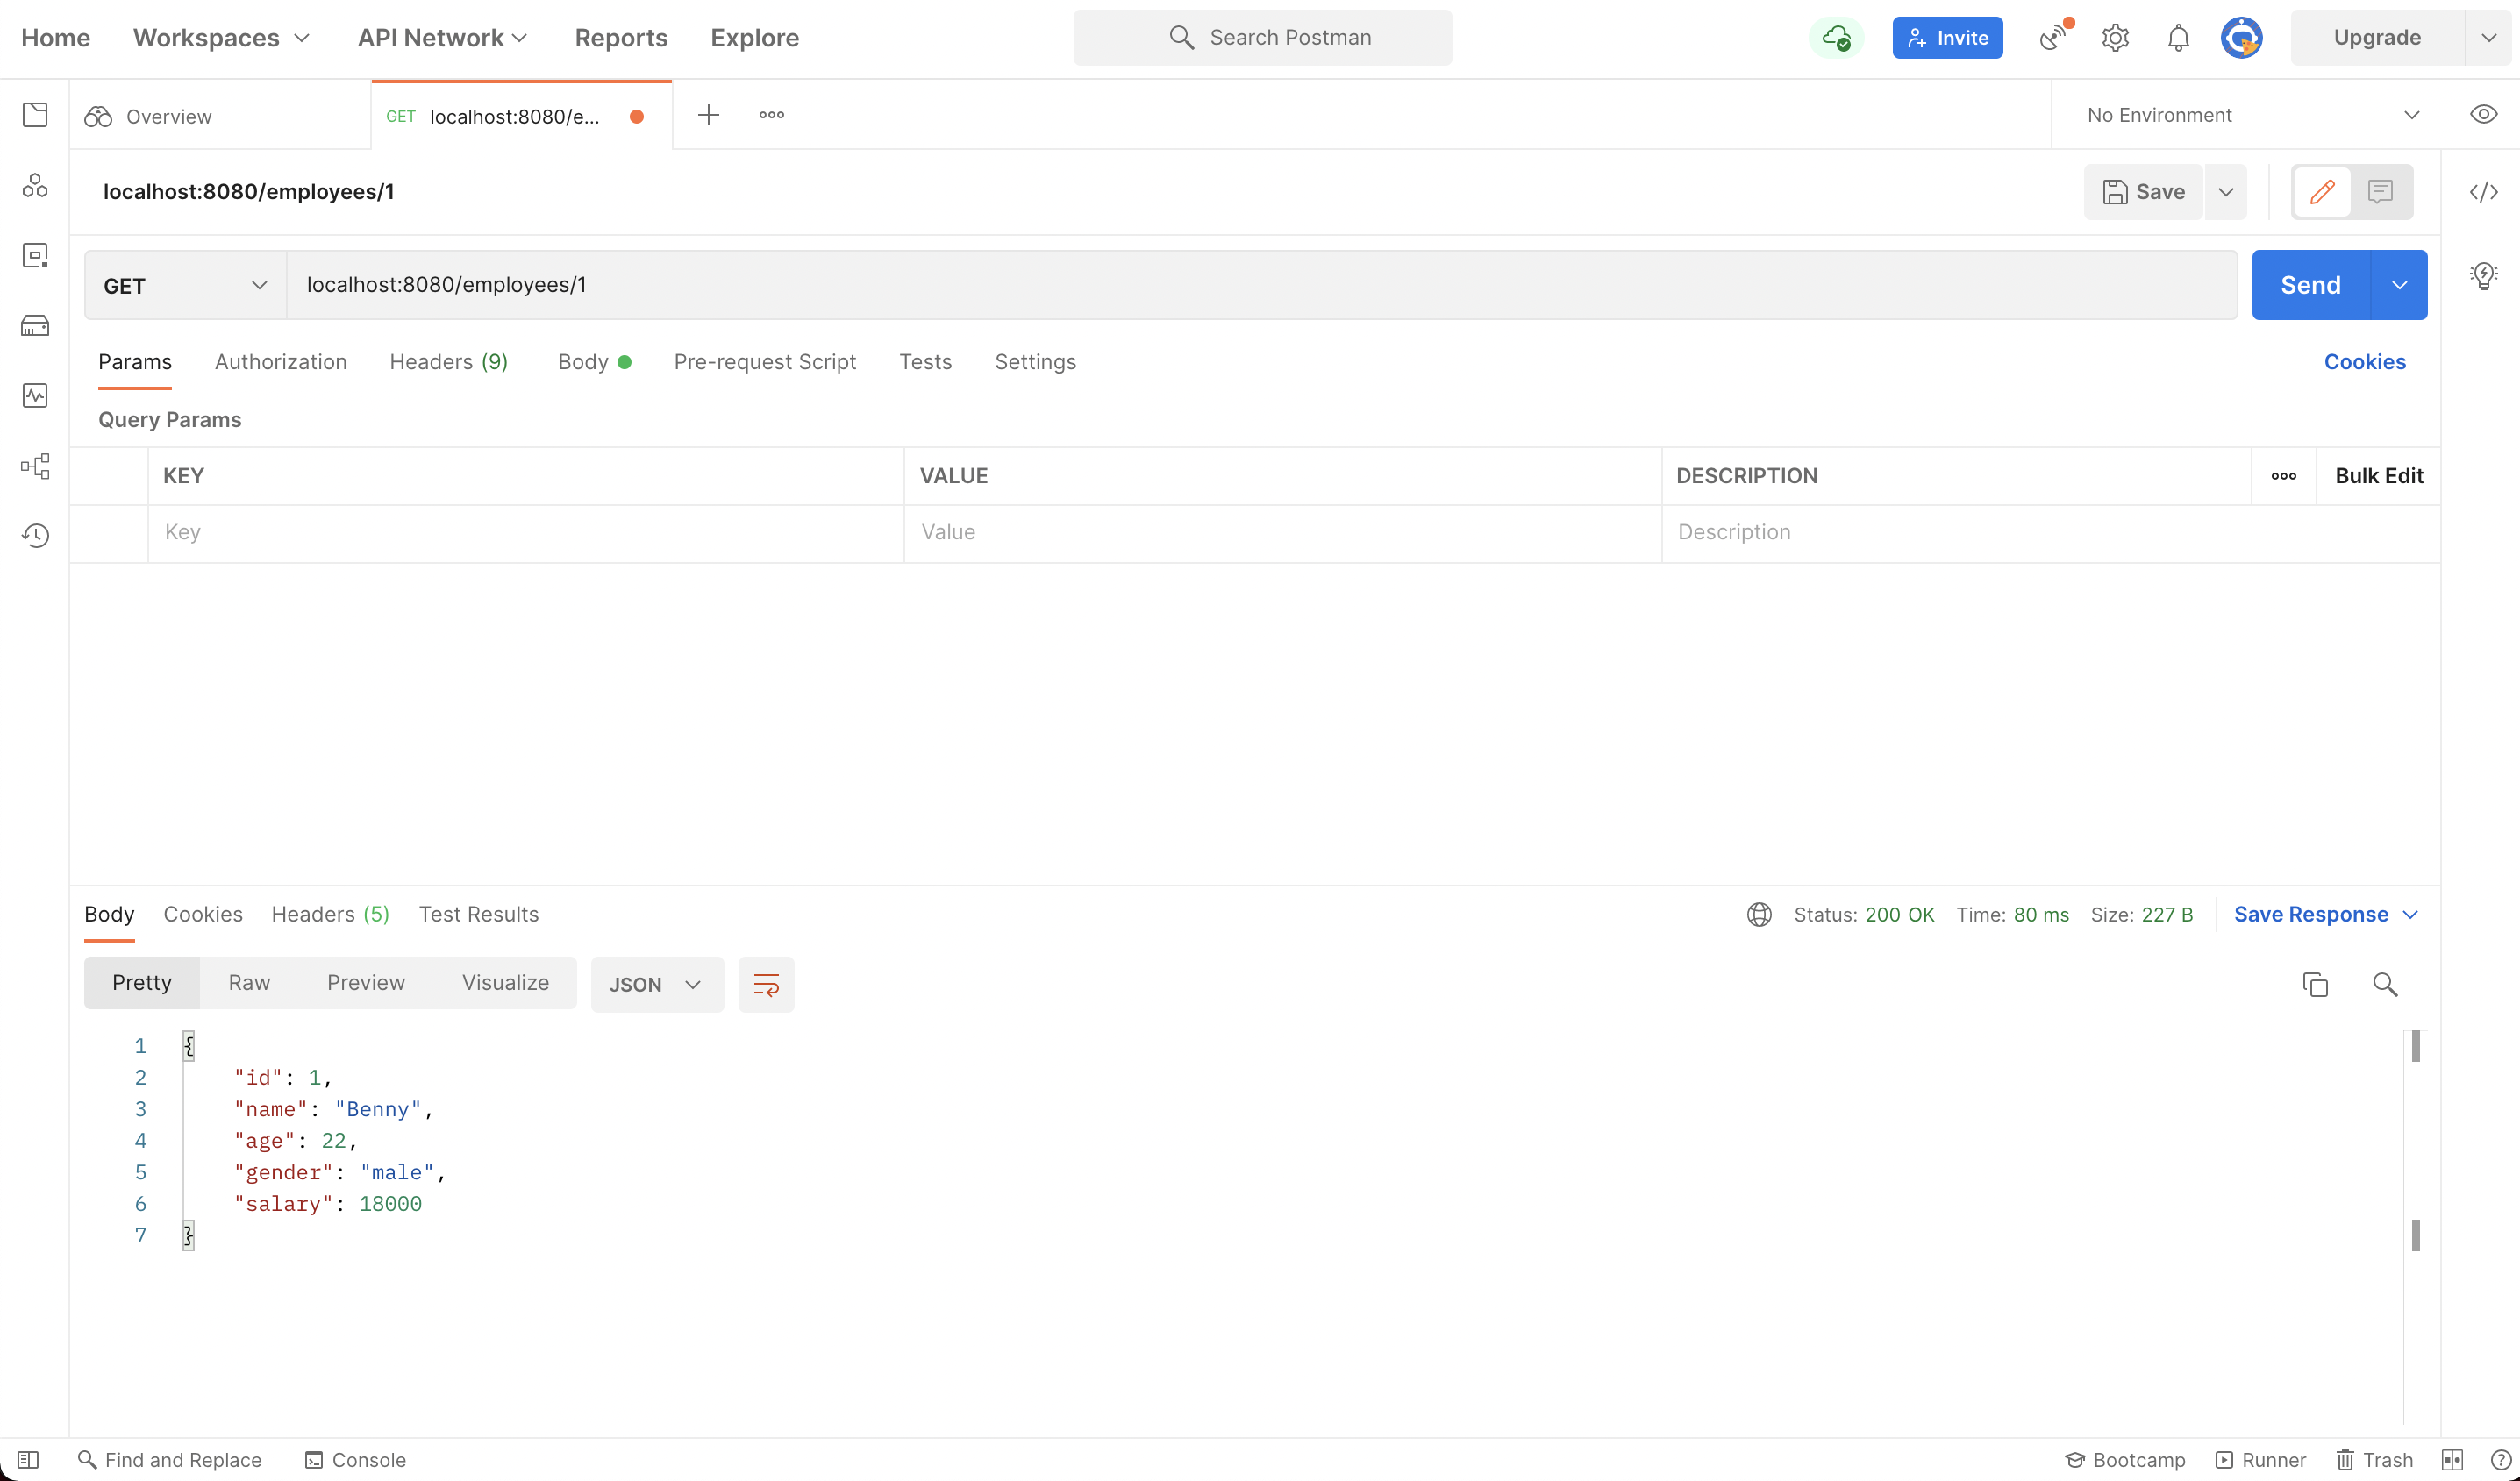 Home Workspaces API Network Reports Explore Search Postman Invite Upgrade
Overview GET localhost:8080/e... No Environment
localhost:8080/employees/1 Save
GET localhost:8080/employees/1 Send
Params Authorization Headers (9) Body Pre-request Script Tests Settings Cookies
Query Params
KEY VALUE DESCRIPTION Bulk Edit
Key Value Description
Body Cookies Headers (5) Test Results Status: 200 OK Time: 80 ms Size: 227 B Save Response
Pretty Raw Preview Visualize JSON
1 {
2 "id": 1,
3 "name": "Benny",
4 "age": 22,
5 "gender": "male",
6 "salary": 18000
7 }
Find and Replace Console Bootcamp Runner Trash